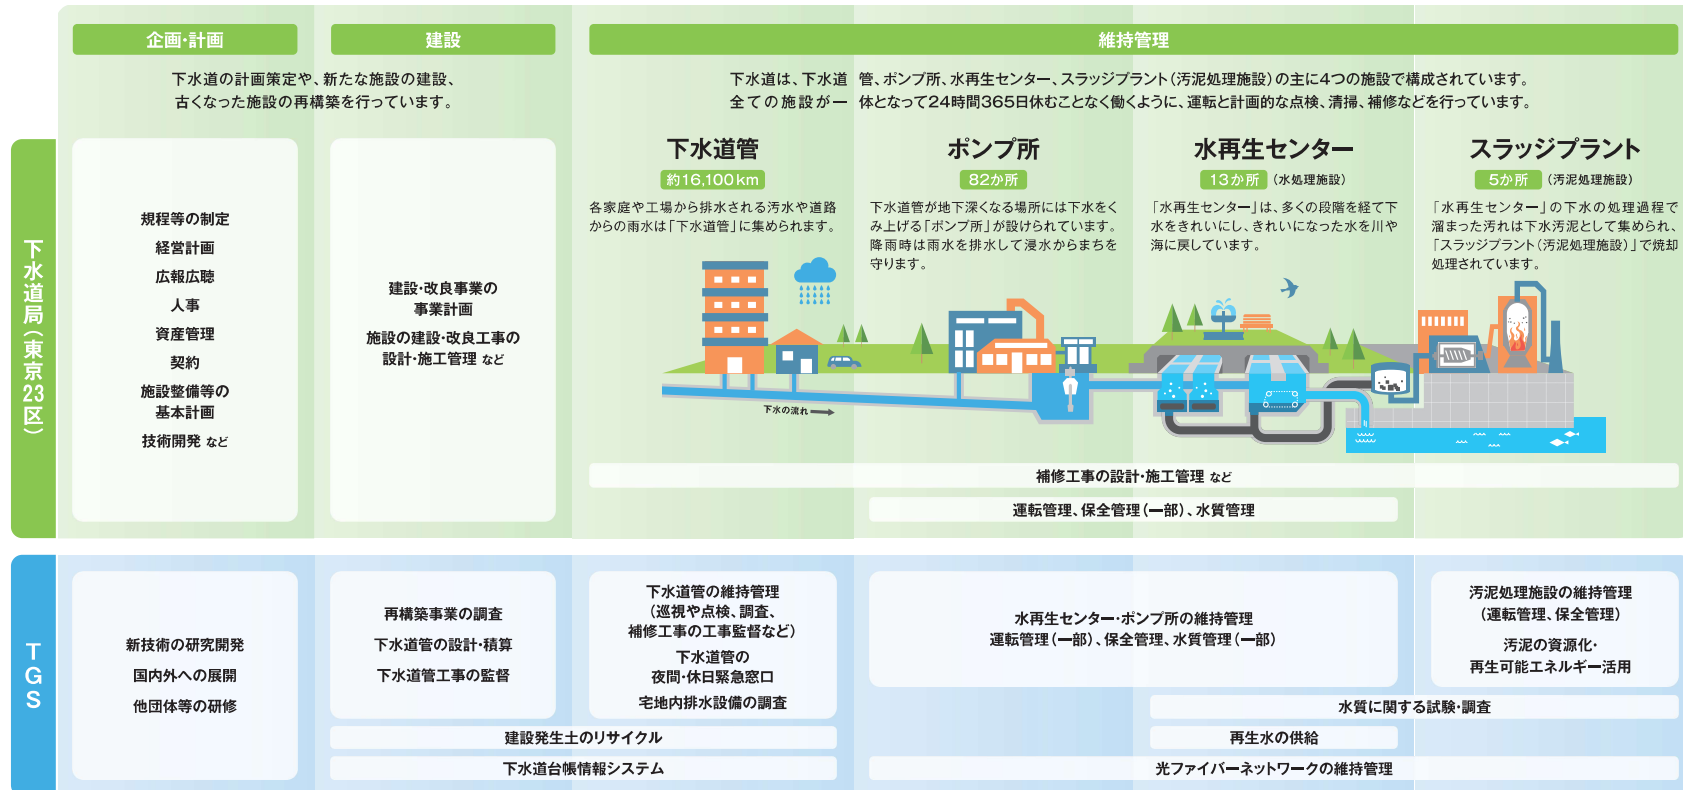 企画・計画
建設
維持管理
下水道の計画策定や、新たな施設の建設、
古くなった施設の再構築を行っています。
下水道は、下水道管、ポンプ所、水再生センター、スラッジプラント（汚泥処理施設）の主に4つの施設で構成されています。
全ての施設が一体となって24時間365日休むことなく働くように、運転と計画的な点検、清掃、補修などを行っています。
下水道局（東京23区）
規程等の制定
経営計画
広報広聴
人事
資産管理
契約
施設整備等の
基本計画
技術開発 など
建設・改良事業の
事業計画
施設の建設・改良工事の
設計・施工管理 など
下水道管
約16,100km
各家庭や工場から排水される汚水や道路
からの雨水は「下水道管」に集められます。
ポンプ所
82か所
下水道管が地下深くなる場所には下水をく
み上げる「ポンプ所」が設けられています。
降雨時は雨水を排水して浸水からまちを
守ります。
水再生センター
13か所 （水処理施設）
「水再生センター」は、多くの段階を経て下
水をきれいにし、きれいになった水を川や
海に戻しています。
スラッジプラント
5か所 （汚泥処理施設）
「水再生センター」の下水の処理過程で
溜まった汚れは下水汚泥として集められ、
「スラッジプラント（汚泥処理施設）」で焼却
処理されています。
下水の流れ
補修工事の設計・施工管理 など
運転管理、保全管理（一部）、水質管理
TGS
新技術の研究開発
国内外への展開
他団体等の研修
再構築事業の調査
下水道管の設計・積算
下水道管工事の監督
下水道管の維持管理
（巡視や点検、調査、
補修工事の工事監督など）
下水道管の
夜間・休日緊急窓口
宅地内排水設備の調査
建設発生土のリサイクル
下水道台帳情報システム
水再生センター・ポンプ所の維持管理
運転管理（一部）、保全管理、水質管理（一部）
汚泥処理施設の維持管理
（運転管理、保全管理）
汚泥の資源化・
再生可能エネルギー活用
水質に関する試験・調査
再生水の供給
光ファイバーネットワークの維持管理